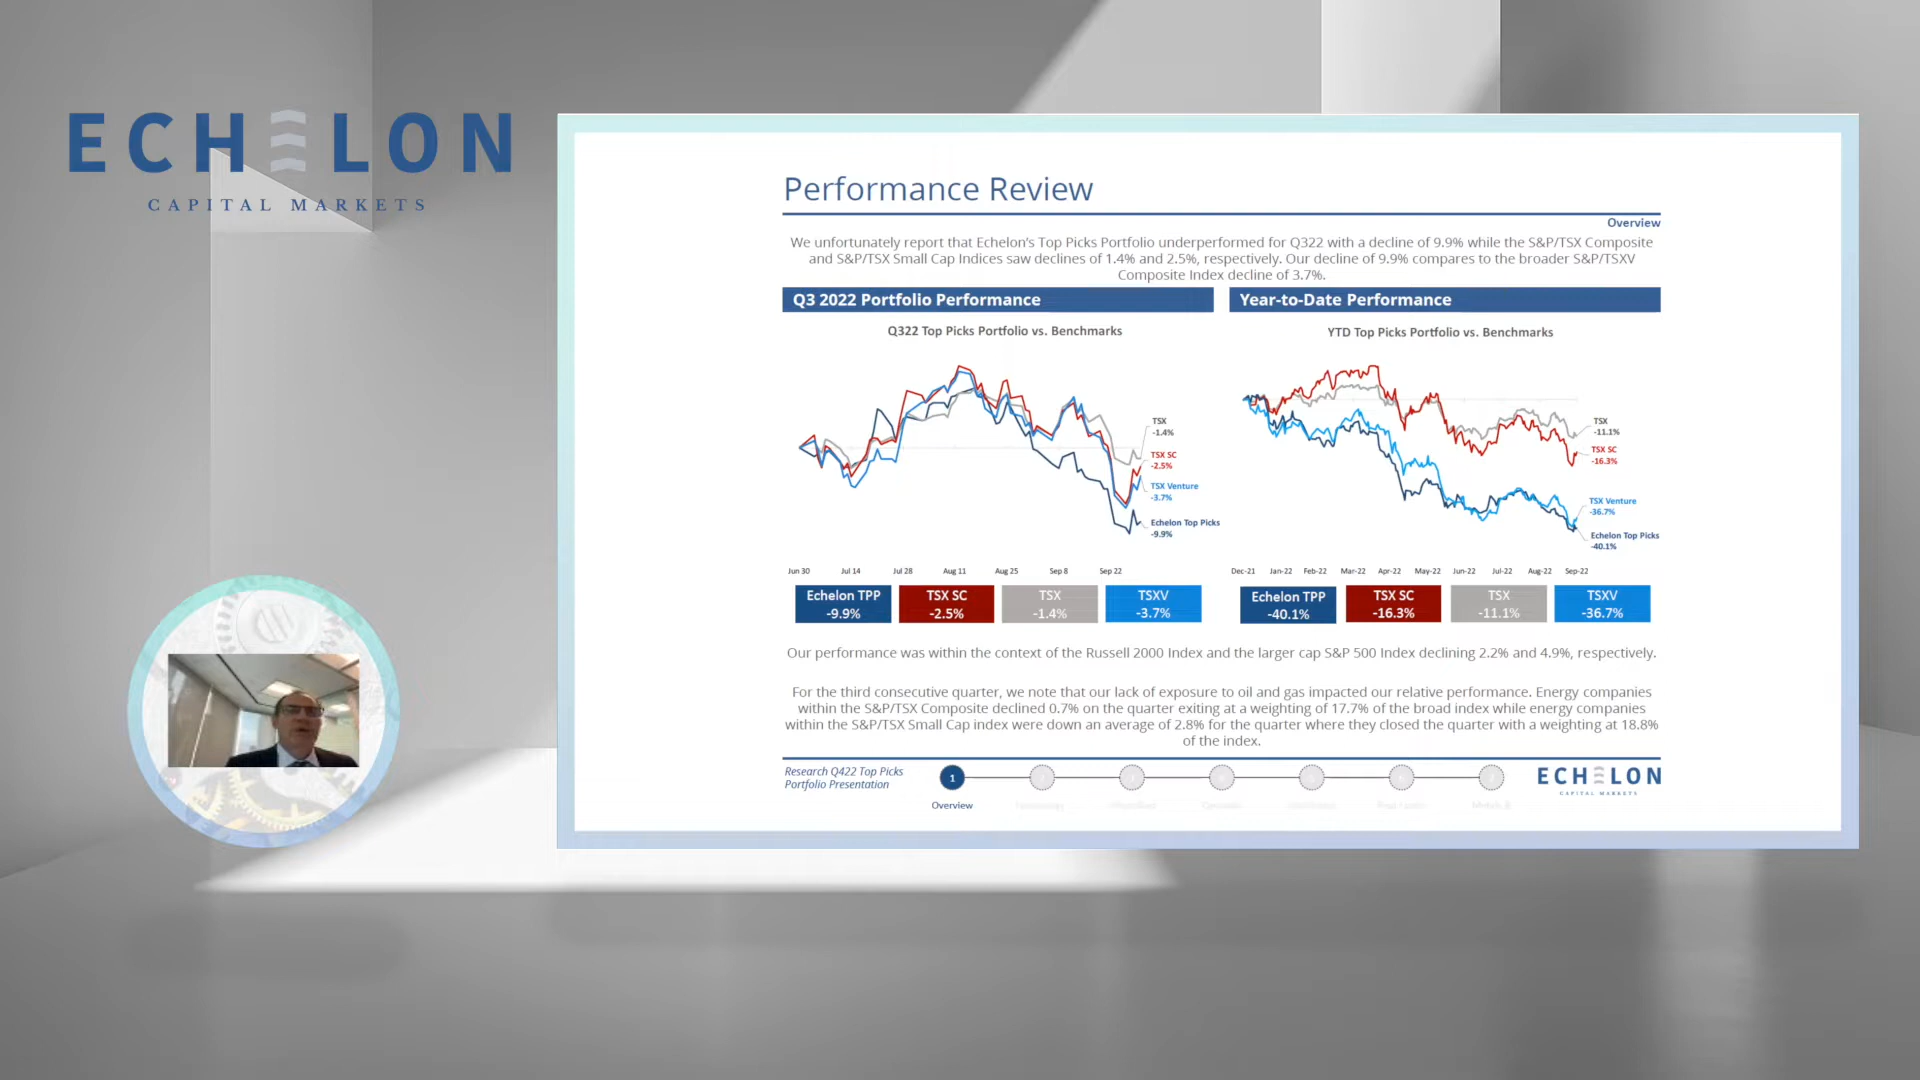 ECHELON
CAPITAL MARKETS
Performance Review
Overview
We unfortunately report that Echelon's Top Picks Portfolio underperformed for Q322 with a decline of 9.9% while the S&P/TSX Composite
and S&P/TSX Small Cap Indices saw declines of 1.4% and 2.5%, respectively. Our decline of 9.9% compares to the broader S&P/TSXV
Composite Index decline of 3.7%.
Q3 2022 Portfolio Performance
Q322 Top Picks Portfolio vs. Benchmarks
TSX
-1.4%
TSX SC
-2.5%
TSX Venture
-3.7%
Echelon Top Picks
-9.9%
Jun 30 Jul 14 Jul 28 Aug 11 Aug 25 Sep 8 Sep 22
Echelon TPP
-9.9%
TSX SC
-2.5%
TSX
-1.4%
TSXV
-3.7%
Year-to-Date Performance
YTD Top Picks Portfolio vs. Benchmarks
TSX
-11.1%
TSX SC
-16.3%
TSX Venture
-36.7%
Echelon Top Picks
-40.1%
Dec-21 Jan-22 Feb-22 Mar-22 Apr-22 May-22 Jun-22 Jul-22 Aug-22 Sep-22
Echelon TPP
-40.1%
TSX SC
-16.3%
TSX
-11.1%
TSXV
-36.7%
Our performance was within the context of the Russell 2000 Index and the larger cap S&P 500 Index declining 2.2% and 4.9%, respectively.
For the third consecutive quarter, we note that our lack of exposure to oil and gas impacted our relative performance. Energy companies
within the S&P/TSX Composite declined 0.7% on the quarter exiting at a weighting of 17.7% of the broad index while energy companies
within the S&P/TSX Small Cap index were down an average of 2.8% for the quarter where they closed the quarter with a weighting at 18.8%
of the index.
Research Q422 Top Picks
Portfolio Presentation
1
Overview
ECHELON
CAPITAL MARKETS